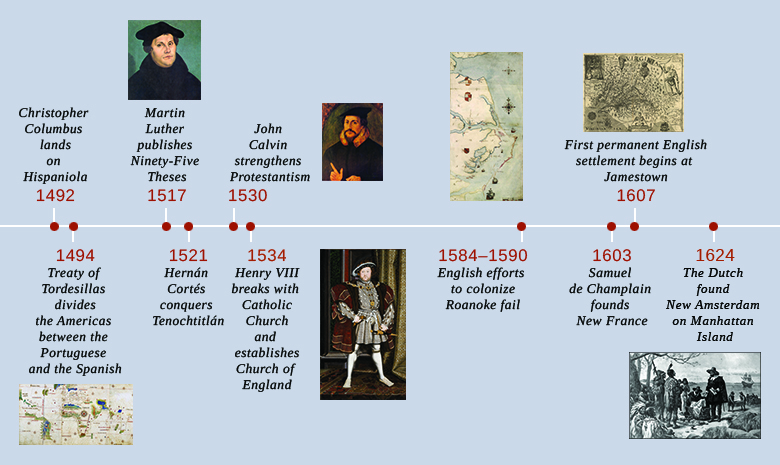 Christopher
Columbus
lands
on
Hispaniola
1492
Martin
Luther
publishes
Ninety-Five
Theses
1517
John
Calvin
strengthens
Protestantism
1530
First permanent English
settlement begins at
Jamestown
1607
1494
Treaty of
Tordesillas
divides
the Americas
between the
Portuguese
and the Spanish
1521
Hernán
Cortés
conquers
Tenochtitlán
1534
Henry VIII
breaks with
Catholic
Church
and
establishes
Church of
England
1584–1590
English efforts
to colonize
Roanoke fail
1603
Samuel
de Champlain
founds
New France
1624
The Dutch
found
New Amsterdam
on Manhattan
Island